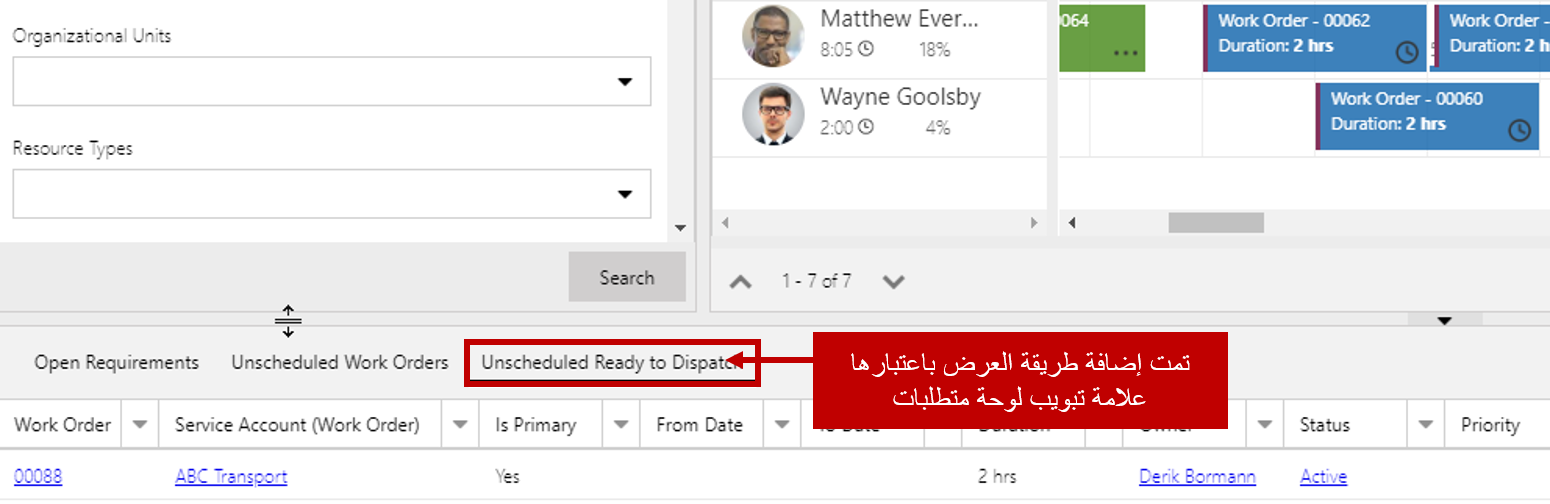 Organizational Units
Resource Types
Search
Matthew Ever...
8:05 18%
Wayne Goolsby
2:00 4%
1 - 7 of 7
0064
...
Work Order - 00062
Duration: 2 hrs
Work Order -
Duration: 2 h
Work Order - 00060
Duration: 2 hrs
Open Requirements Unscheduled Work Orders Unscheduled Ready to Dispatch
تمت إضافة طريقة العرض باعتبارها
علامة تبويب لوحة متطلبات
Work Order Service Account (Work Order) Is Primary From Date To Date Duration Owner Status Priority
00088 ABC Transport Yes 2 hrs Derik Bormann Active